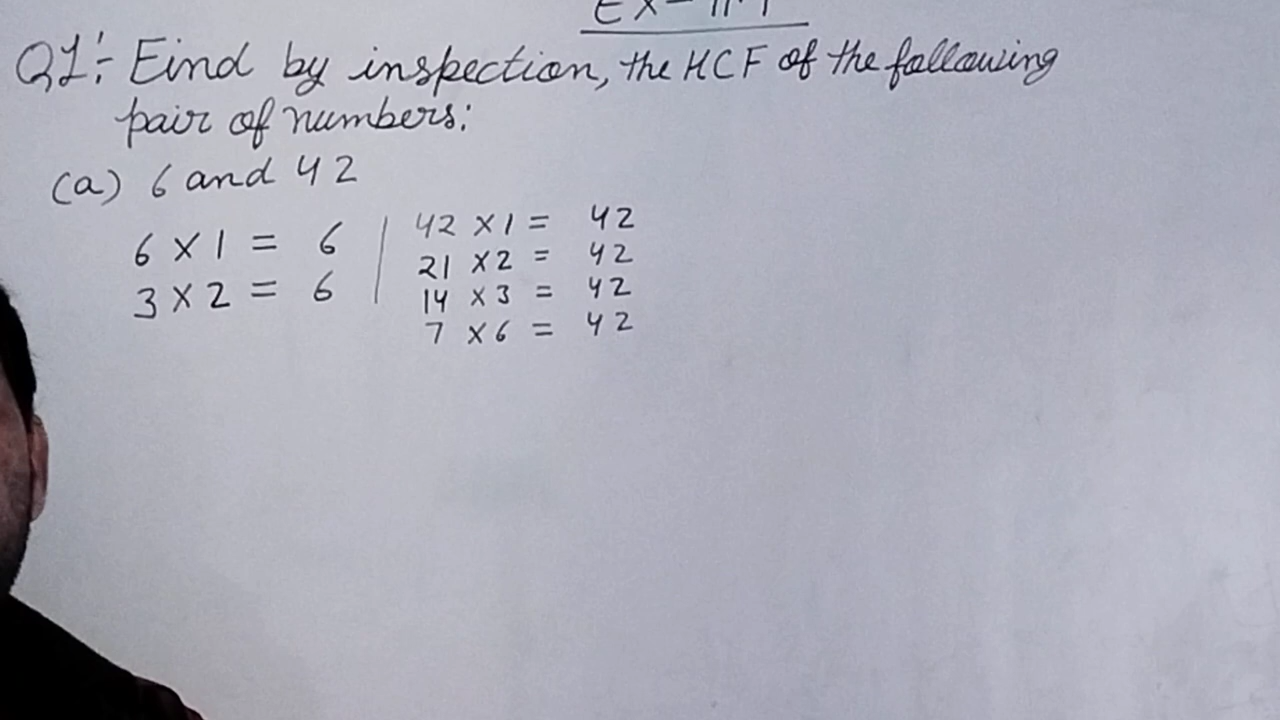 Q1:- Find by inspection, the HCF of the following
pair of numbers:
(a) 6 and 42
6 × 1 = 6 | 42 × 1 = 42
3 × 2 = 6 | 21 × 2 = 42
14 × 3 = 42
7 × 6 = 42